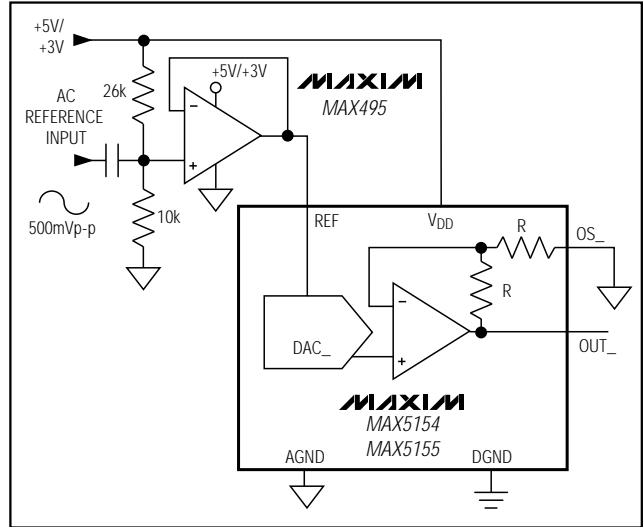 +5V/
+3V
26k
+5V/+3V
MAXIM
MAX495
AC
REFERENCE
INPUT
−
+
10k
500mVp-p
REF
VDD
R
OS_
R
−
+
DAC_
OUT_
MAXIM
MAX5154
MAX5155
AGND
DGND